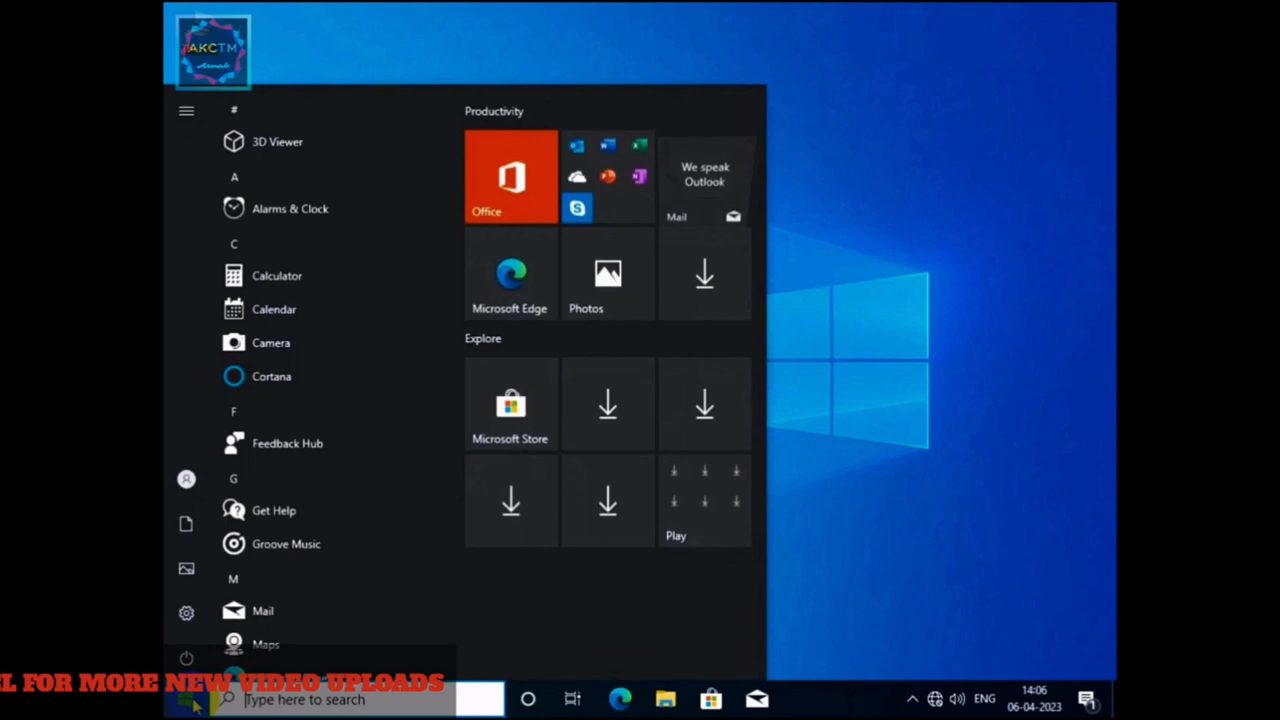 AKCTM
#
3D Viewer
A
Alarms & Clock
C
Calculator
Calendar
Camera
Cortana
F
Feedback Hub
G
Get Help
Groove Music
M
Mail
Maps
Productivity
Office
We speak
Outlook
Mail
Microsoft Edge
Photos
Explore
Microsoft Store
Play
EL FOR MORE NEW VIDEO UPLOADS
Type here to search
ENG
14:06
06-04-2023
1